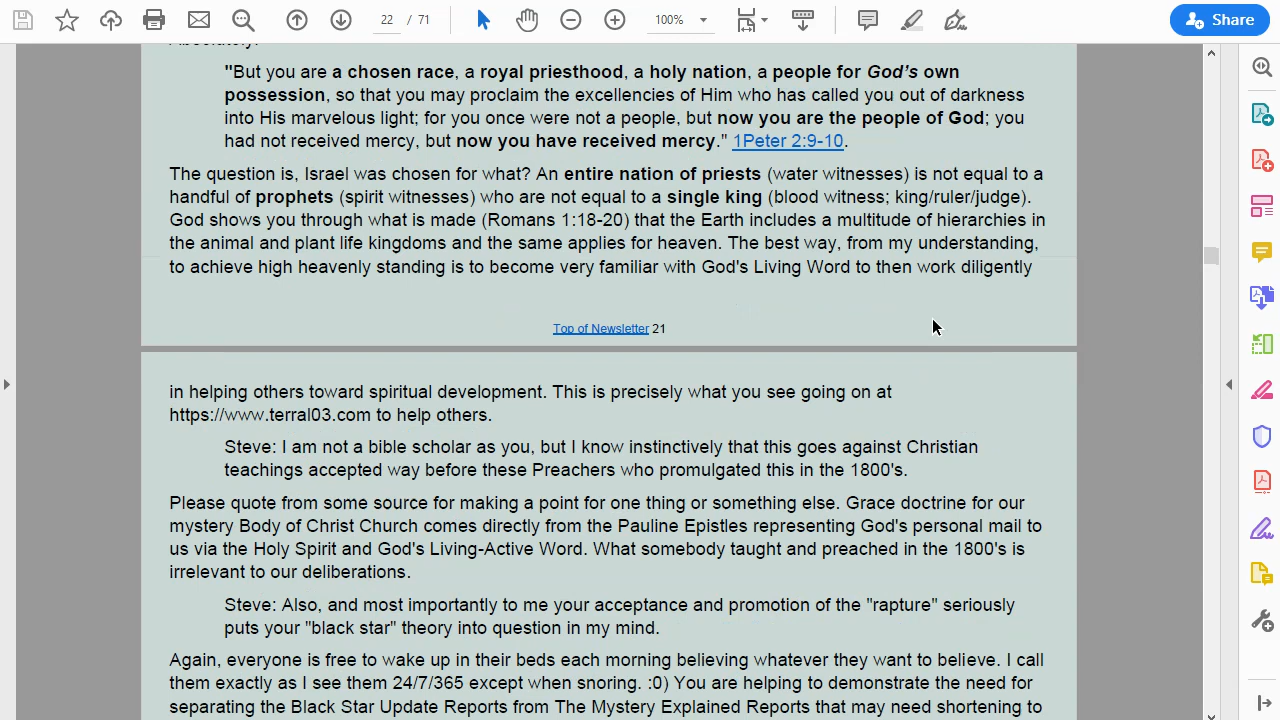 22 / 71
100%
Share
Absolutely.
"But you are a chosen race, a royal priesthood, a holy nation, a people for God's own
possession, so that you may proclaim the excellencies of Him who has called you out of darkness
into His marvelous light; for you once were not a people, but now you are the people of God; you
had not received mercy, but now you have received mercy." 1Peter 2:9-10.
The question is, Israel was chosen for what? An entire nation of priests (water witnesses) is not equal to a
handful of prophets (spirit witnesses) who are not equal to a single king (blood witness; king/ruler/judge).
God shows you through what is made (Romans 1:18-20) that the Earth includes a multitude of hierarchies in
the animal and plant life kingdoms and the same applies for heaven. The best way, from my understanding,
to achieve high heavenly standing is to become very familiar with God's Living Word to then work diligently
Top of Newsletter 21
in helping others toward spiritual development. This is precisely what you see going on at
https://www.terral03.com to help others.
Steve: I am not a bible scholar as you, but I know instinctively that this goes against Christian
teachings accepted way before these Preachers who promulgated this in the 1800's.
Please quote from some source for making a point for one thing or something else. Grace doctrine for our
mystery Body of Christ Church comes directly from the Pauline Epistles representing God's personal mail to
us via the Holy Spirit and God's Living-Active Word. What somebody taught and preached in the 1800's is
irrelevant to our deliberations.
Steve: Also, and most importantly to me your acceptance and promotion of the "rapture" seriously
puts your "black star" theory into question in my mind.
Again, everyone is free to wake up in their beds each morning believing whatever they want to believe. I call
them exactly as I see them 24/7/365 except when snoring. :0) You are helping to demonstrate the need for
separating the Black Star Update Reports from The Mystery Explained Reports that may need shortening to